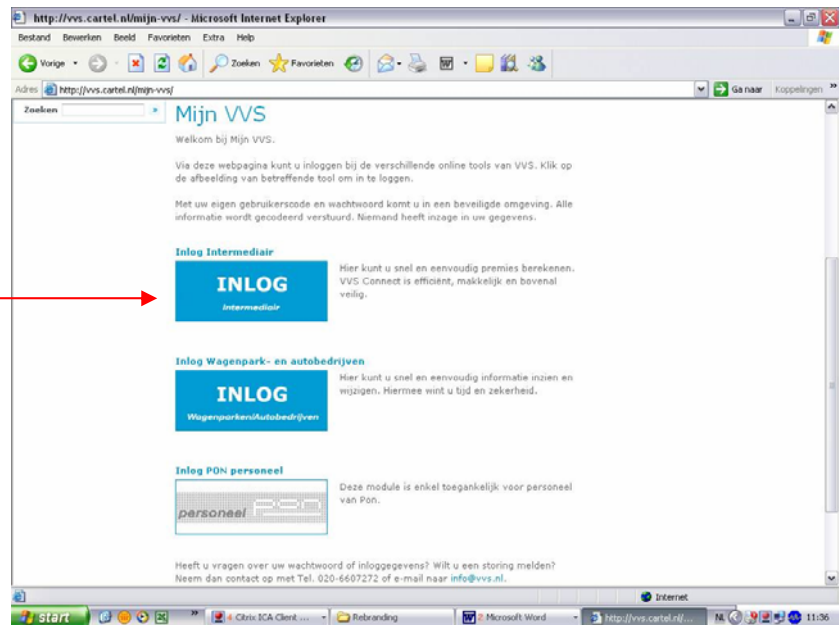 http://vvs.cartel.nl/mijn-vvs/ - Microsoft Internet Explorer
Bestand Bewerken Beeld Favorieten Extra Help
Vorige Zoeken Favorieten
Adres http://vvs.cartel.nl/mijn-vvs/ Ga naar Koppelingen »
Zoeken
Mijn VVS
Welkom bij Mijn VVS.
Via deze webpagina kunt u inloggen bij de verschillende online tools van VVS. Klik op
de afbeelding van betreffende tool om in te loggen.
Met uw eigen gebruikerscode en wachtwoord komt u in een beveiligde omgeving. Alle
informatie wordt gecodeerd verstuurd. Niemand heeft inzage in uw gegevens.
Inlog Intermediair
INLOG
Intermediair
Hier kunt u snel en eenvoudig premies berekenen.
VVS Connect is efficiënt, makkelijk en bovenal
veilig.
Inlog Wagenpark- en autobedrijven
INLOG
Wagenparken/Autobedrijven
Hier kunt u snel en eenvoudig informatie inzien en
wijzigen. Hiermee wint u tijd en zekerheid.
Inlog PON personeel
personeel pon
Deze module is enkel toegankelijk voor personeel
van Pon.
Heeft u vragen over uw wachtwoord of inloggegevens? Wilt u een storing melden?
Neem dan contact op met Tel. 020-6607272 of e-mail naar info@vvs.nl.
Internet
start » 4 Citrix ICA Client ... Rebranding 2 Microsoft Word http://vvs.cartel.nl/... NL 11:36